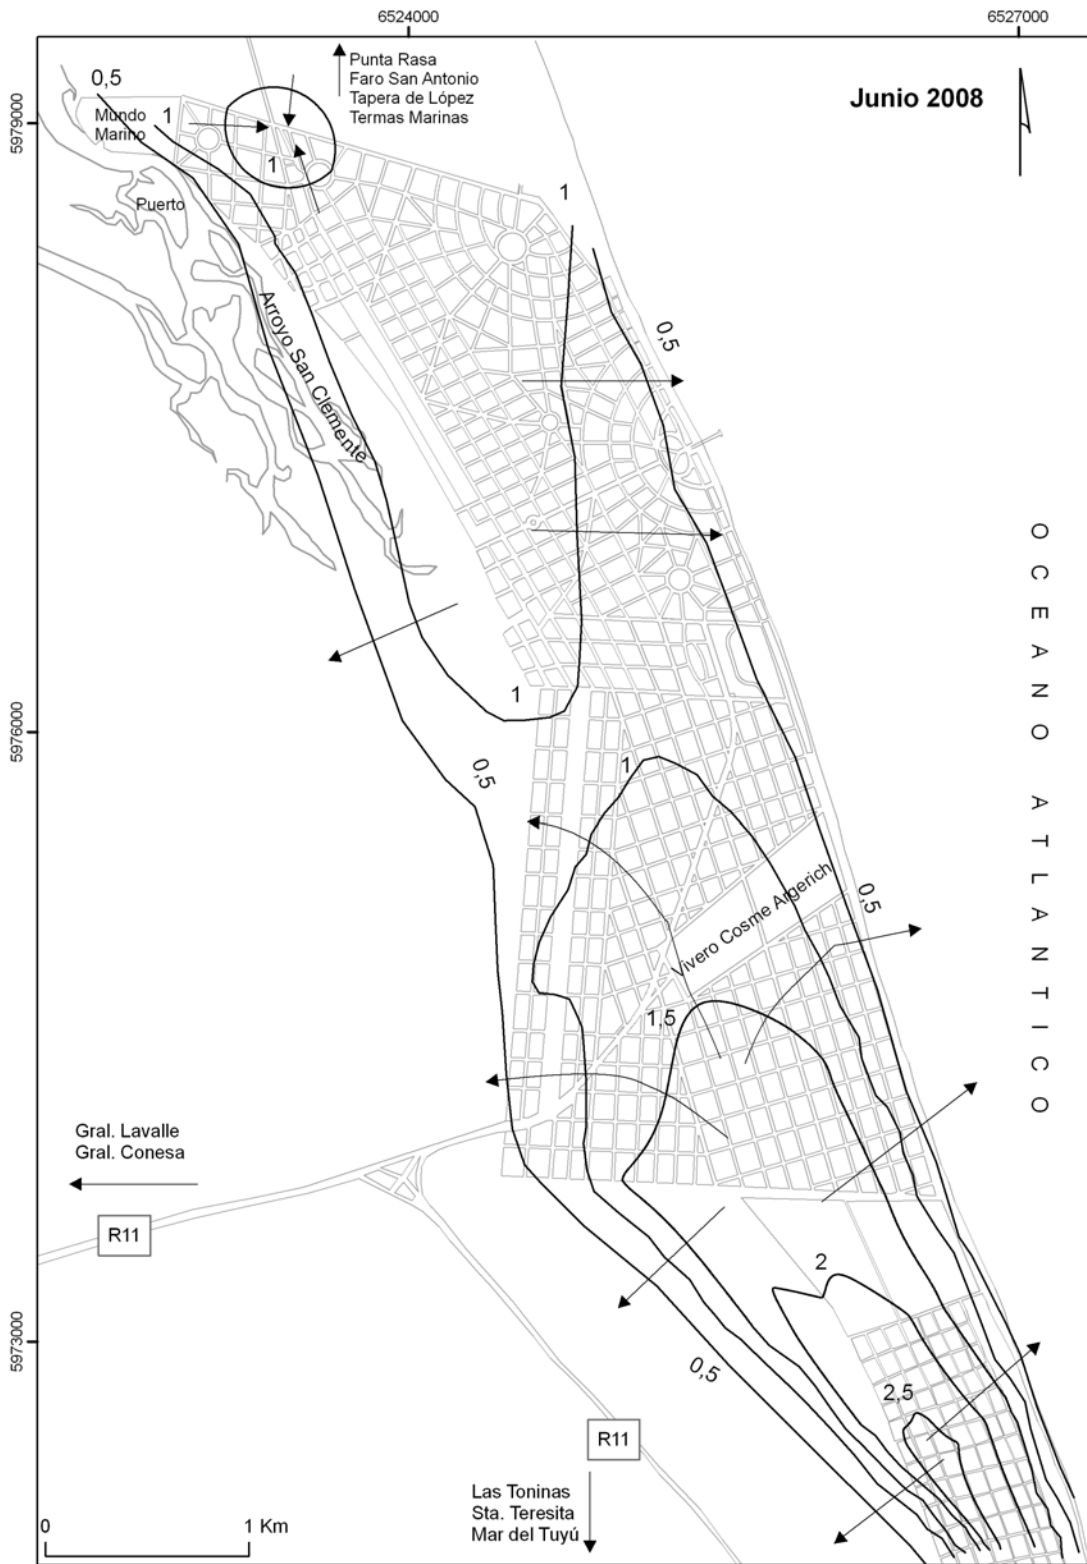 6524000
6527000
Punta Rasa
Faro San Antonio
Tapera de López
Termas Marinas
Junio 2008
0,5
5979000
Mundo
Marino
1
1
1
Puerto
0,5
Arroyo San Clemente
OCEANO ATLANTICO
1
5976000
0,5
1
0,5
Vivero Cosme Argerich
1,5
Gral. Lavalle
Gral. Conesa
R11
2
5973000
0,5
2,5
R11
Las Toninas
Sta. Teresita
Mar del Tuyú
0
1 Km